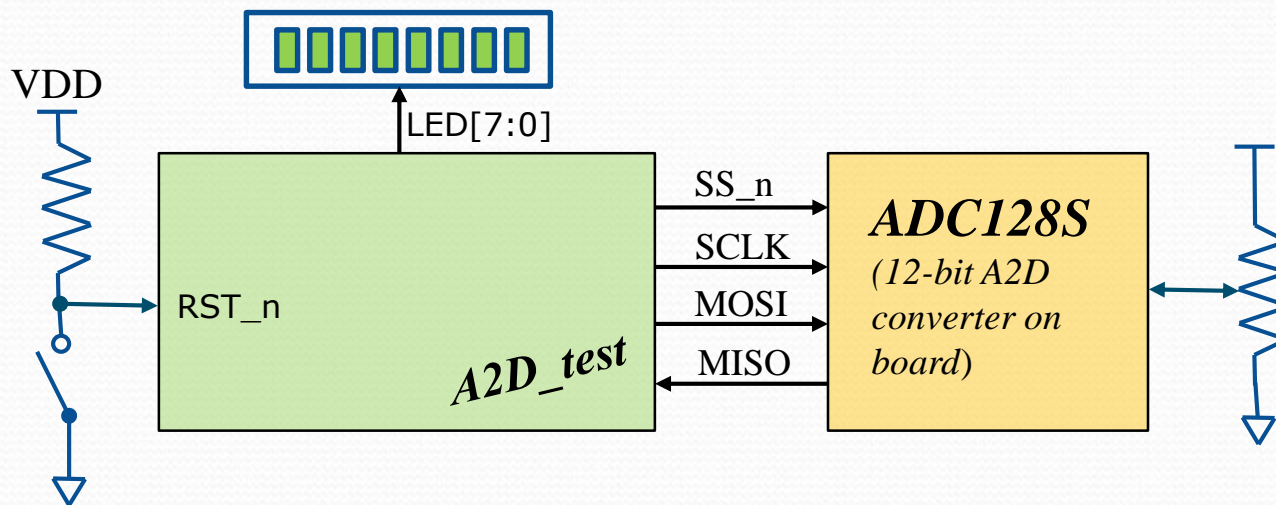 VDD
LED[7:0]
RST_n
A2D_test
SS_n
SCLK
MOSI
MISO
ADC128S
(12-bit A2D
converter on
board)